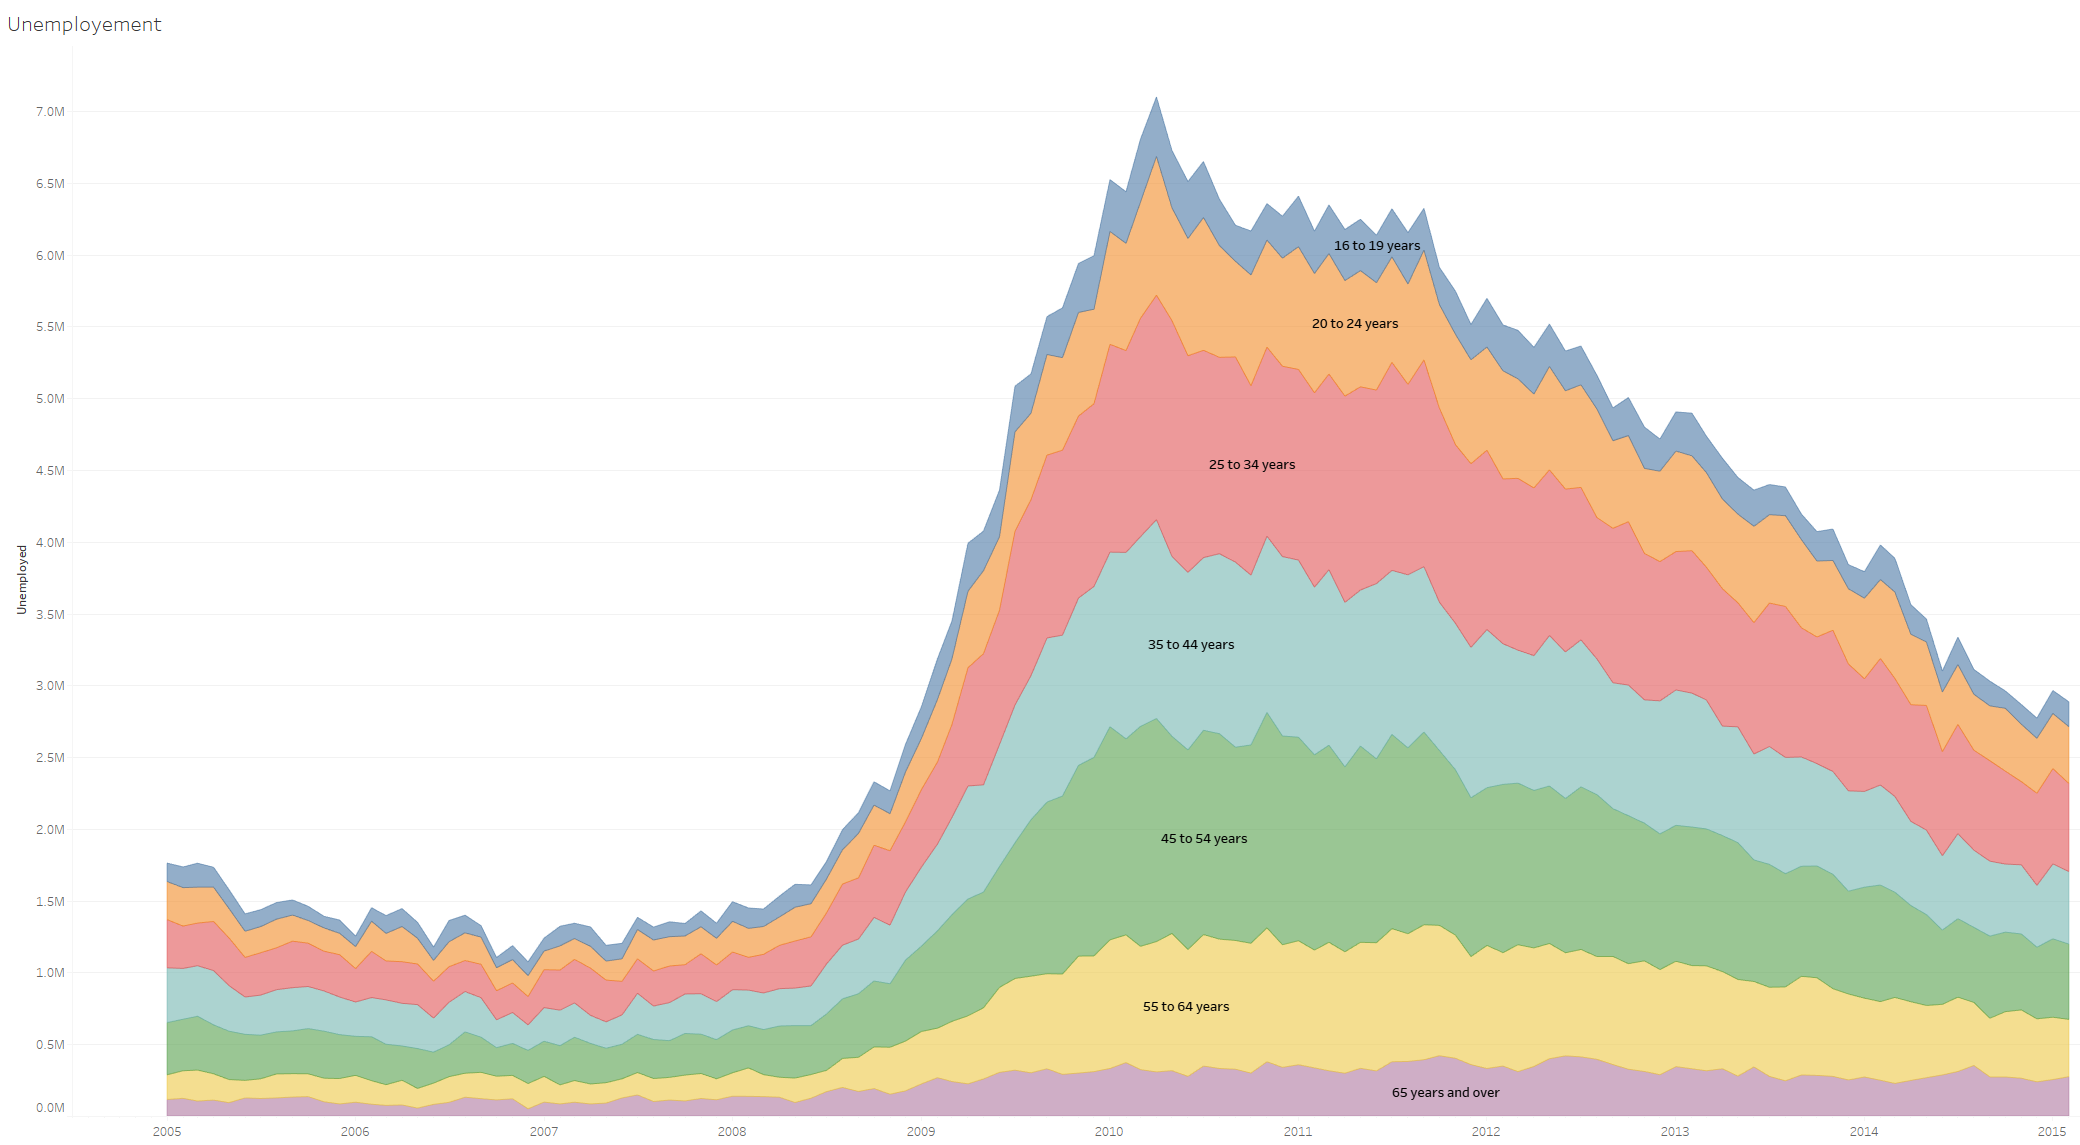 Unemployement
7.0M
6.5M
6.0M
5.5M
5.0M
4.5M
4.0M
3.5M
3.0M
2.5M
2.0M
1.5M
1.0M
0.5M
0.0M
Unemployed
16 to 19 years
20 to 24 years
25 to 34 years
35 to 44 years
45 to 54 years
55 to 64 years
65 years and over
2005 2006 2007 2008 2009 2010 2011 2012 2013 2014 2015